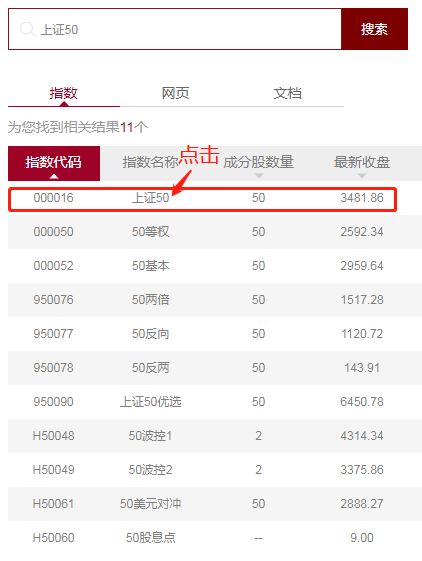 上证50 搜索
指数 网页 文档
为您找到相关结果11个
点击
指数代码 指数名称 成分股数量 最新收盘
000016 上证50 50 3481.86
000050 50等权 50 2592.34
000052 50基本 50 2959.64
950076 50两倍 50 1517.28
950077 50反向 50 1120.72
950078 50反两 50 143.91
950090 上证50优选 50 6450.78
H50048 50波控1 2 4314.34
H50049 50波控2 2 3375.86
H50061 50美元对冲 50 2888.27
H50060 50股息点 -- 9.00